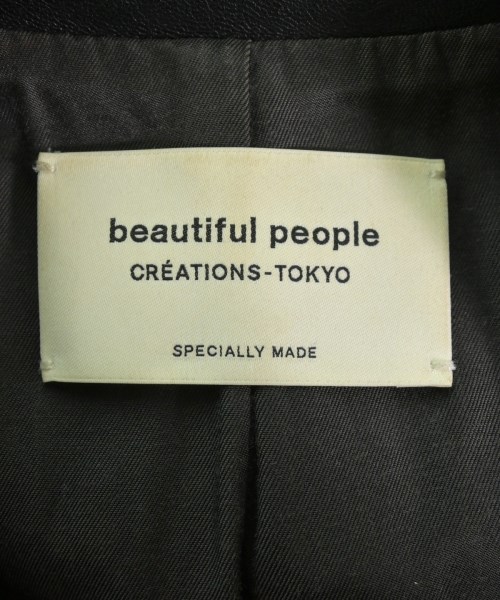 beautiful people
CRÉATIONS-TOKYO
SPECIALLY MADE